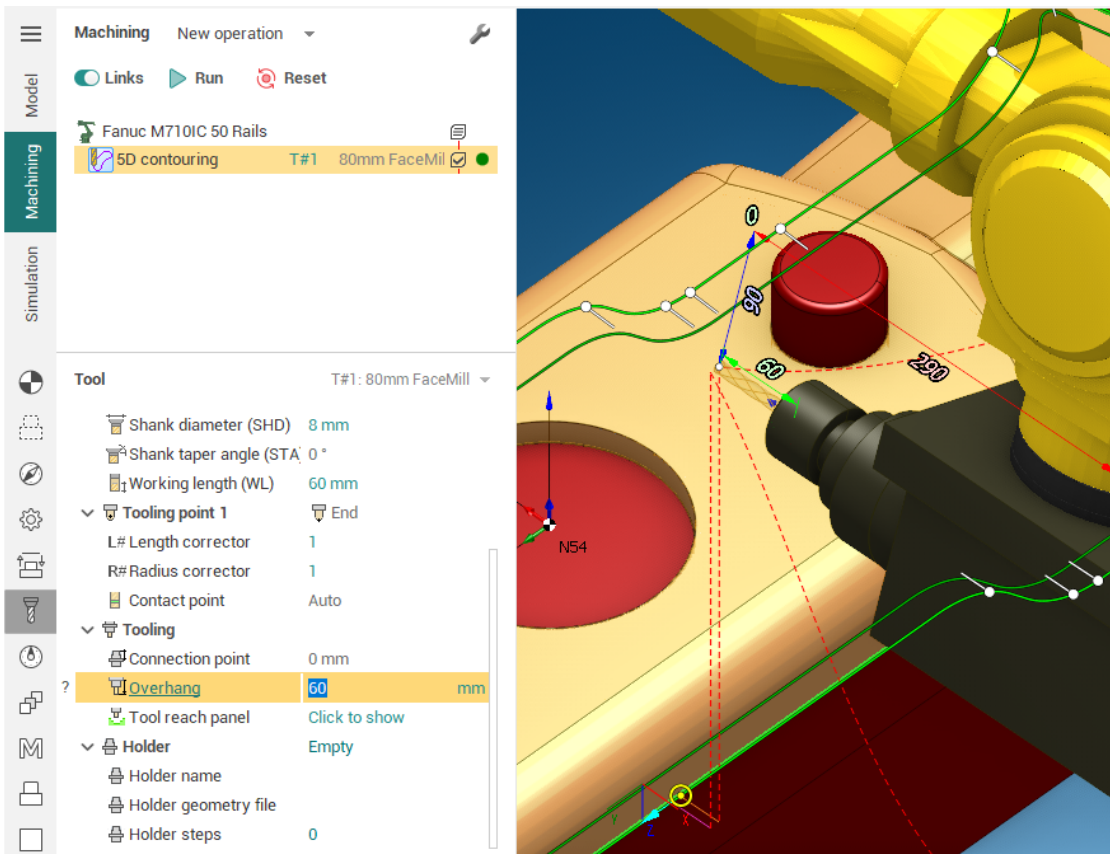 Machining New operation
Model
Links Run Reset
Fanuc M710IC 50 Rails
5D contouring T#1 80mm FaceMil
Machining
Simulation
Tool T#1: 80mm FaceMill
Shank diameter (SHD) 8 mm
Shank taper angle (STA) 0 °
Working length (WL) 60 mm
Tooling point 1 End
L# Length corrector 1
R# Radius corrector 1
Contact point Auto
Tooling
Connection point 0 mm
? Overhang 60 mm
Tool reach panel Click to show
Holder Empty
Holder name
Holder geometry file
Holder steps 0
M
0
90
60
290
N54
Y Z X